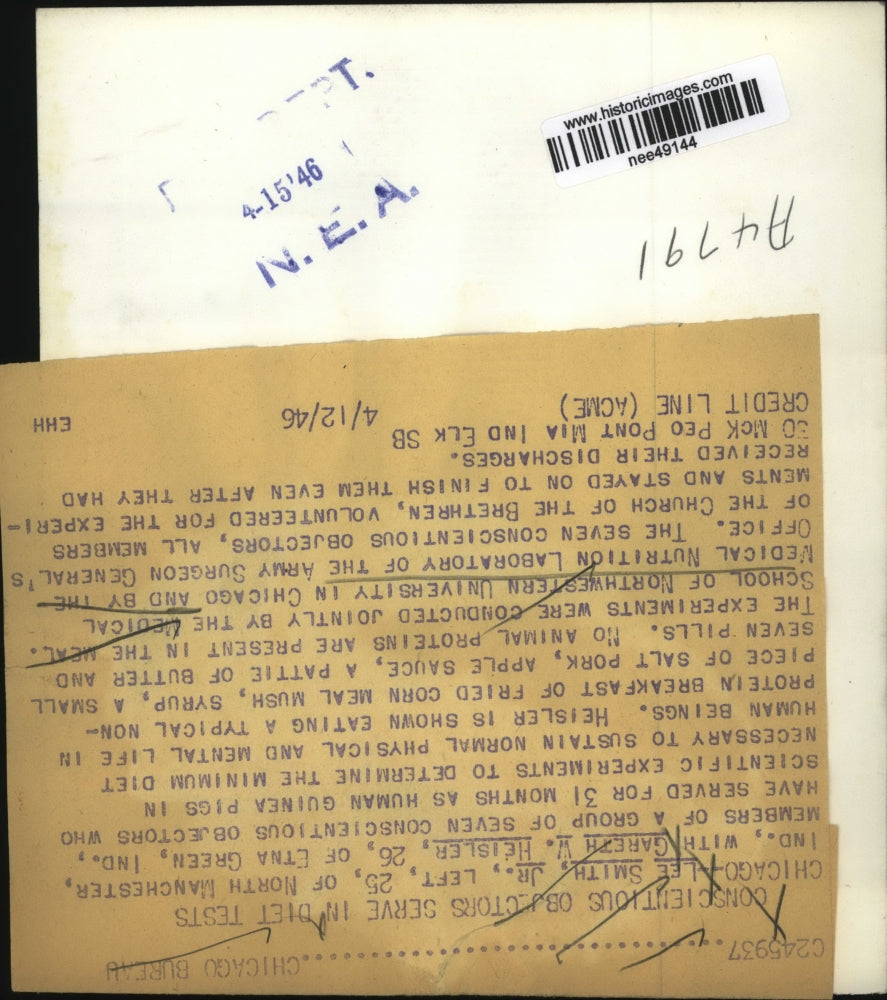 www.historicimages.com
nee49144
PT.
4-15'46
N.E.A.
A4791
C245937.............................CHICAGO BUREAU
CONSCIENTIOUS OBJECTORS SERVE IN DIET TESTS
CHICAGO--LEE SMITH, JR., LEFT, 25, OF NORTH MANCHESTER,
IND., WITH GARETH W. HEISLER, 26, OF ETNA GREEN, IND.,
MEMBERS OF A GROUP OF SEVEN CONSCIENTIOUS OBJECTORS WHO
HAVE SERVED FOR 31 MONTHS AS HUMAN GUINEA PIGS IN
SCIENTIFIC EXPERIMENTS TO DETERMINE THE MINIMUM DIET
NECESSARY TO SUSTAIN NORMAL PHYSICAL AND MENTAL LIFE IN
HUMAN BEINGS. HEISLER IS SHOWN EATING A TYPICAL NON-
PROTEIN BREAKFAST OF FRIED CORN MEAL MUSH, SYRUP, A SMALL
PIECE OF SALT PORK, APPLE SAUCE, A PATTIE OF BUTTER AND
SEVEN PILLS. NO ANIMAL PROTEINS ARE PRESENT IN THE MEAL.
THE EXPERIMENTS WERE CONDUCTED JOINTLY BY THE MEDICAL
SCHOOL OF NORTHWESTERN UNIVERSITY IN CHICAGO AND BY THE
MEDICAL NUTRITION LABORATORY OF THE ARMY SURGEON GENERAL'S
OFFICE. THE SEVEN CONSCIENTIOUS OBJECTORS, ALL MEMBERS
OF THE CHURCH OF THE BRETHREN, VOLUNTEERED FOR THE EXPERI-
MENTS AND STAYED ON TO FINISH THEM EVEN AFTER THEY HAD
RECEIVED THEIR DISCHARGES.
30 MCK PEO PONT MIA IND ELK SB
CREDIT LINE (ACME) 4/12/46 EHH